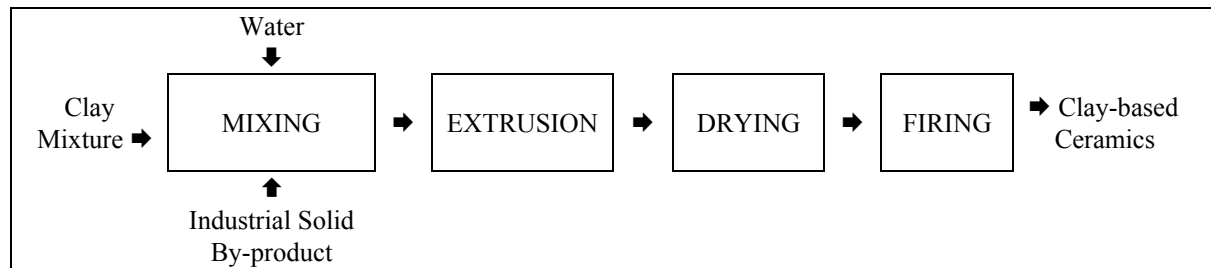 Water
Clay
Mixture
MIXING
EXTRUSION
DRYING
FIRING
Clay-based
Ceramics
Industrial Solid
By-product